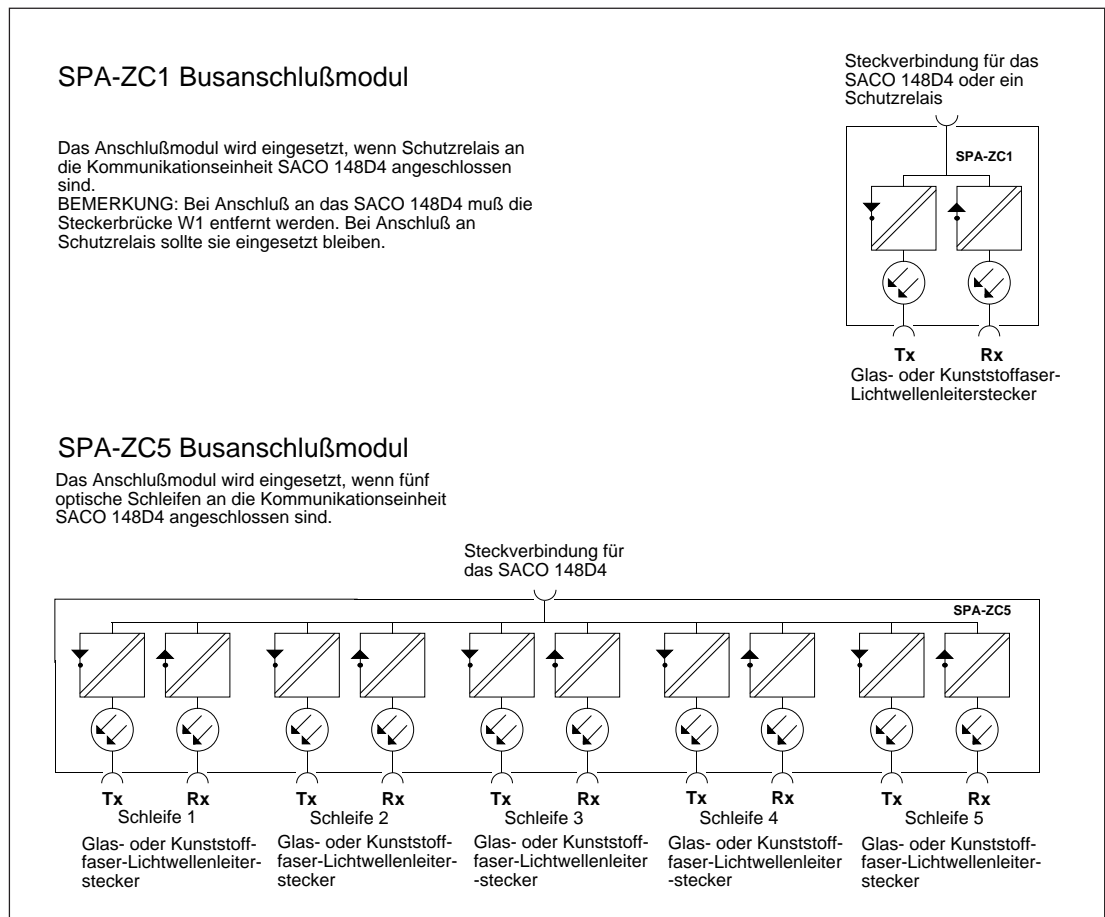 SPA-ZC1 Busanschlußmodul
Das Anschlußmodul wird eingesetzt, wenn Schutzrelais an
die Kommunikationseinheit SACO 148D4 angeschlossen
sind.
BEMERKUNG: Bei Anschluß an das SACO 148D4 muß die
Steckerbrücke W1 entfernt werden. Bei Anschluß an
Schutzrelais sollte sie eingesetzt bleiben.
Steckverbindung für das
SACO 148D4 oder ein
Schutzrelais
SPA-ZC1
Tx Rx
Glas- oder Kunststoffaser-
Lichtwellenleiterstecker
SPA-ZC5 Busanschlußmodul
Das Anschlußmodul wird eingesetzt, wenn fünf
optische Schleifen an die Kommunikationseinheit
SACO 148D4 angeschlossen sind.
Steckverbindung für
das SACO 148D4
SPA-ZC5
Tx Rx
Schleife 1
Glas- oder Kunststoff-
faser-Lichtwellenleiter-
stecker
Tx Rx
Schleife 2
Glas- oder Kunststoff-
faser-Lichtwellenleiter-
stecker
Tx Rx
Schleife 3
Glas- oder Kunststoff-
faser-Lichtwellenleiter
-stecker
Tx Rx
Schleife 4
Glas- oder Kunststoff-
faser-Lichtwellenleiter
-stecker
Tx Rx
Schleife 5
Glas- oder Kunststoff-
faser-Lichtwellenleiter-
stecker